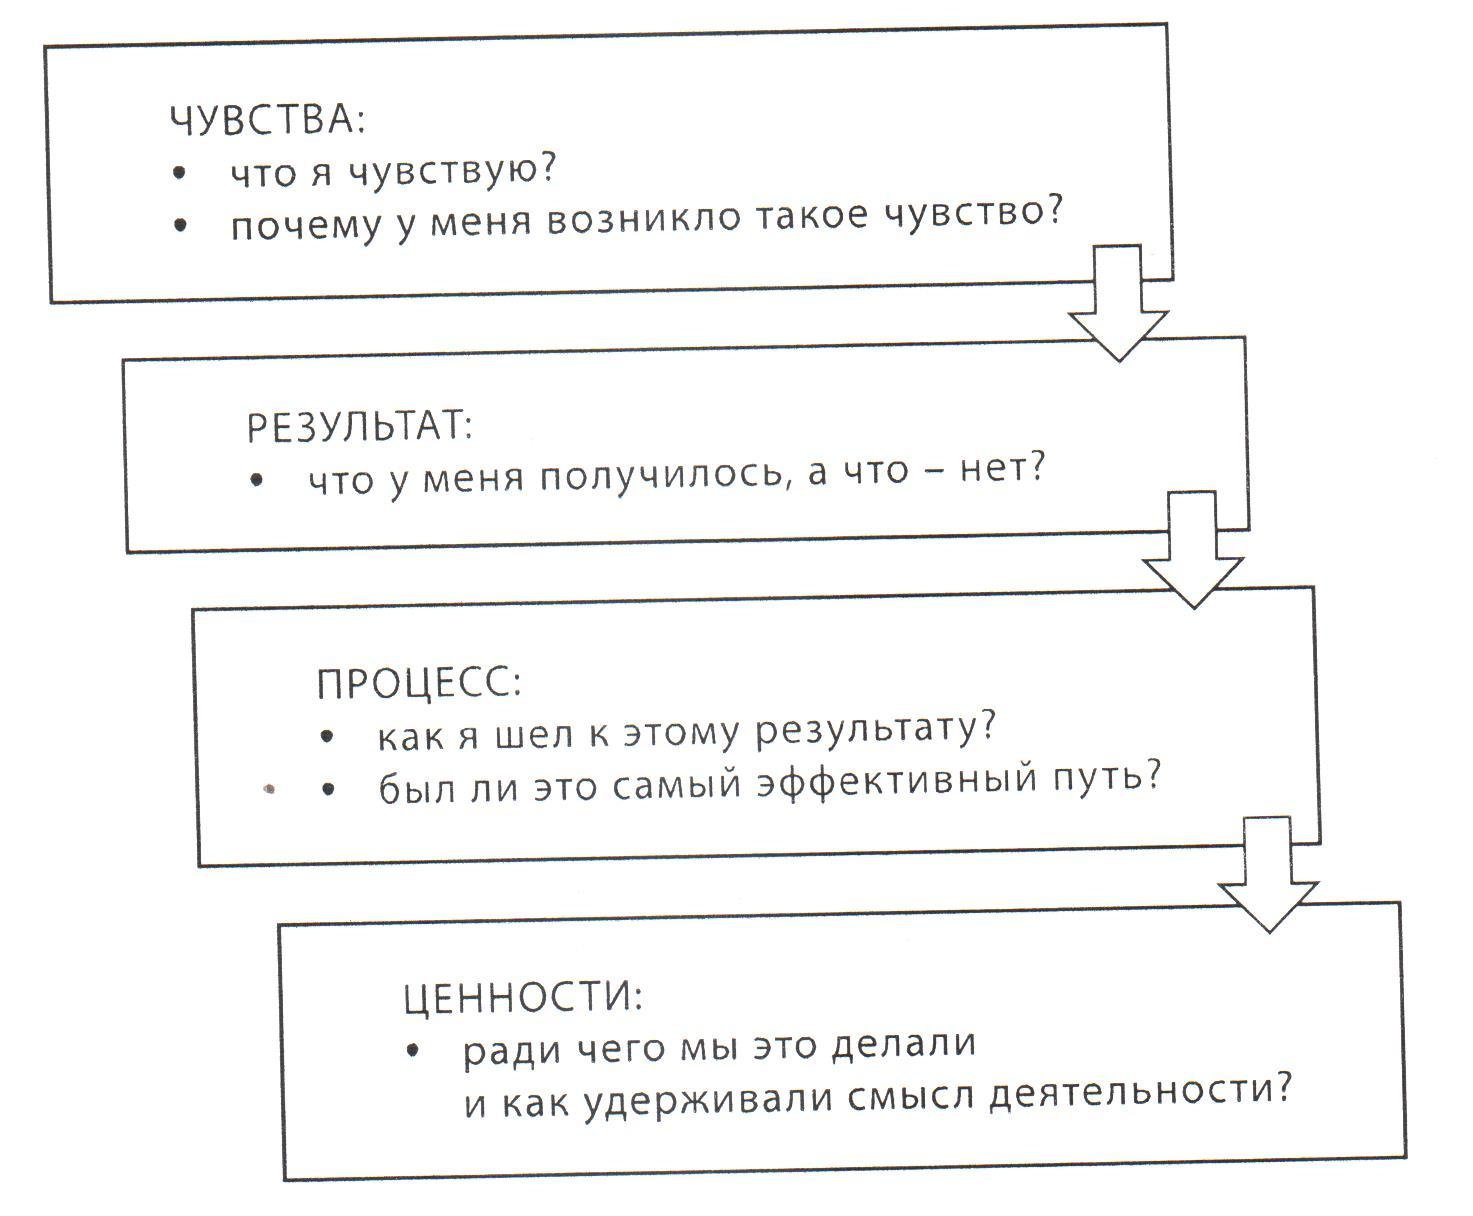 ЧУВСТВА:
• что я чувствую?
• почему у меня возникло такое чувство?
РЕЗУЛЬТАТ:
• что у меня получилось, а что – нет?
ПРОЦЕСС:
• как я шел к этому результату?
• был ли это самый эффективный путь?
ЦЕННОСТИ:
• ради чего мы это делали
и как удерживали смысл деятельности?